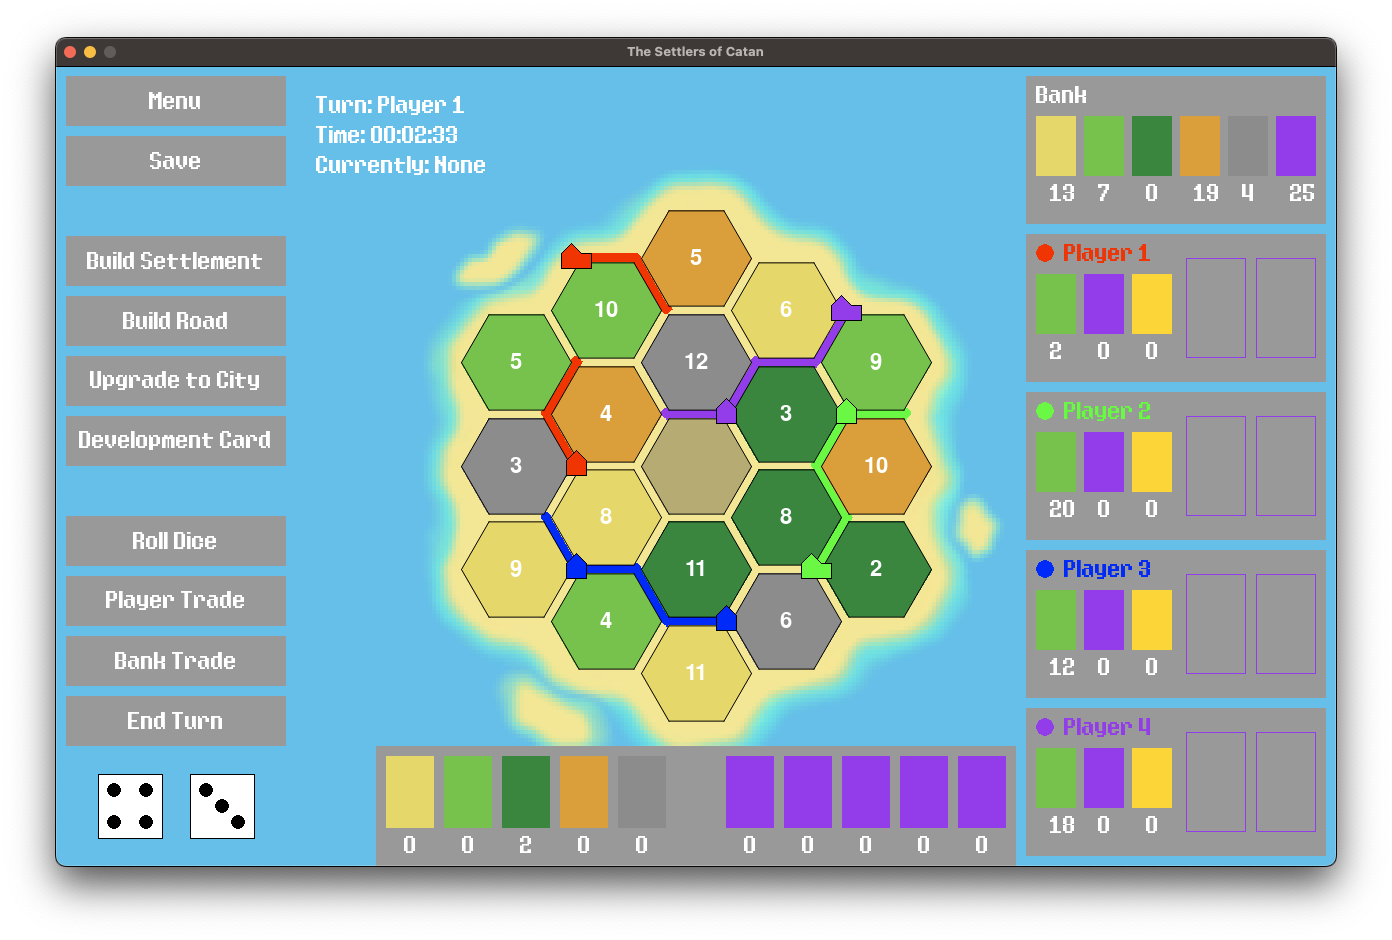 The Settlers of Catan
Menu
Save
Build Settlement
Build Road
Upgrade to City
Development Card
Roll Dice
Player Trade
Bank Trade
End Turn
Turn: Player 1
Time: 00:02:33
Currently: None
5
10
6
5
12
9
4
3
3
10
8
8
9
11
2
4
6
11
0 0 2 0 0
0 0 0 0 0
Bank
13 7 0 19 4 25
Player 1
2 0 0
Player 2
20 0 0
Player 3
12 0 0
Player 4
18 0 0